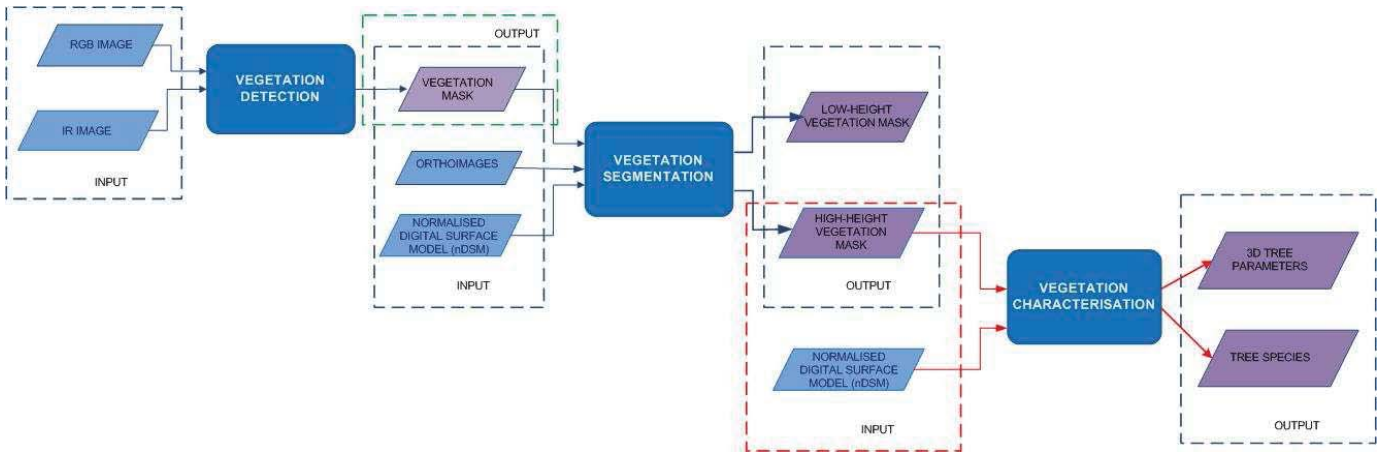 RGB IMAGE
IR IMAGE
INPUT
VEGETATION
DETECTION
OUTPUT
VEGETATION
MASK
ORTHOIMAGES
NORMALISED
DIGITAL SURFACE
MODEL (nDSM)
INPUT
VEGETATION
SEGMENTATION
LOW-HEIGHT
VEGETATION MASK
HIGH-HEIGHT
VEGETATION
MASK
OUTPUT
NORMALISED
DIGITAL SURFACE
MODEL (nDSM)
INPUT
VEGETATION
CHARACTERISATION
3D TREE
PARAMETERS
TREE SPECIES
OUTPUT